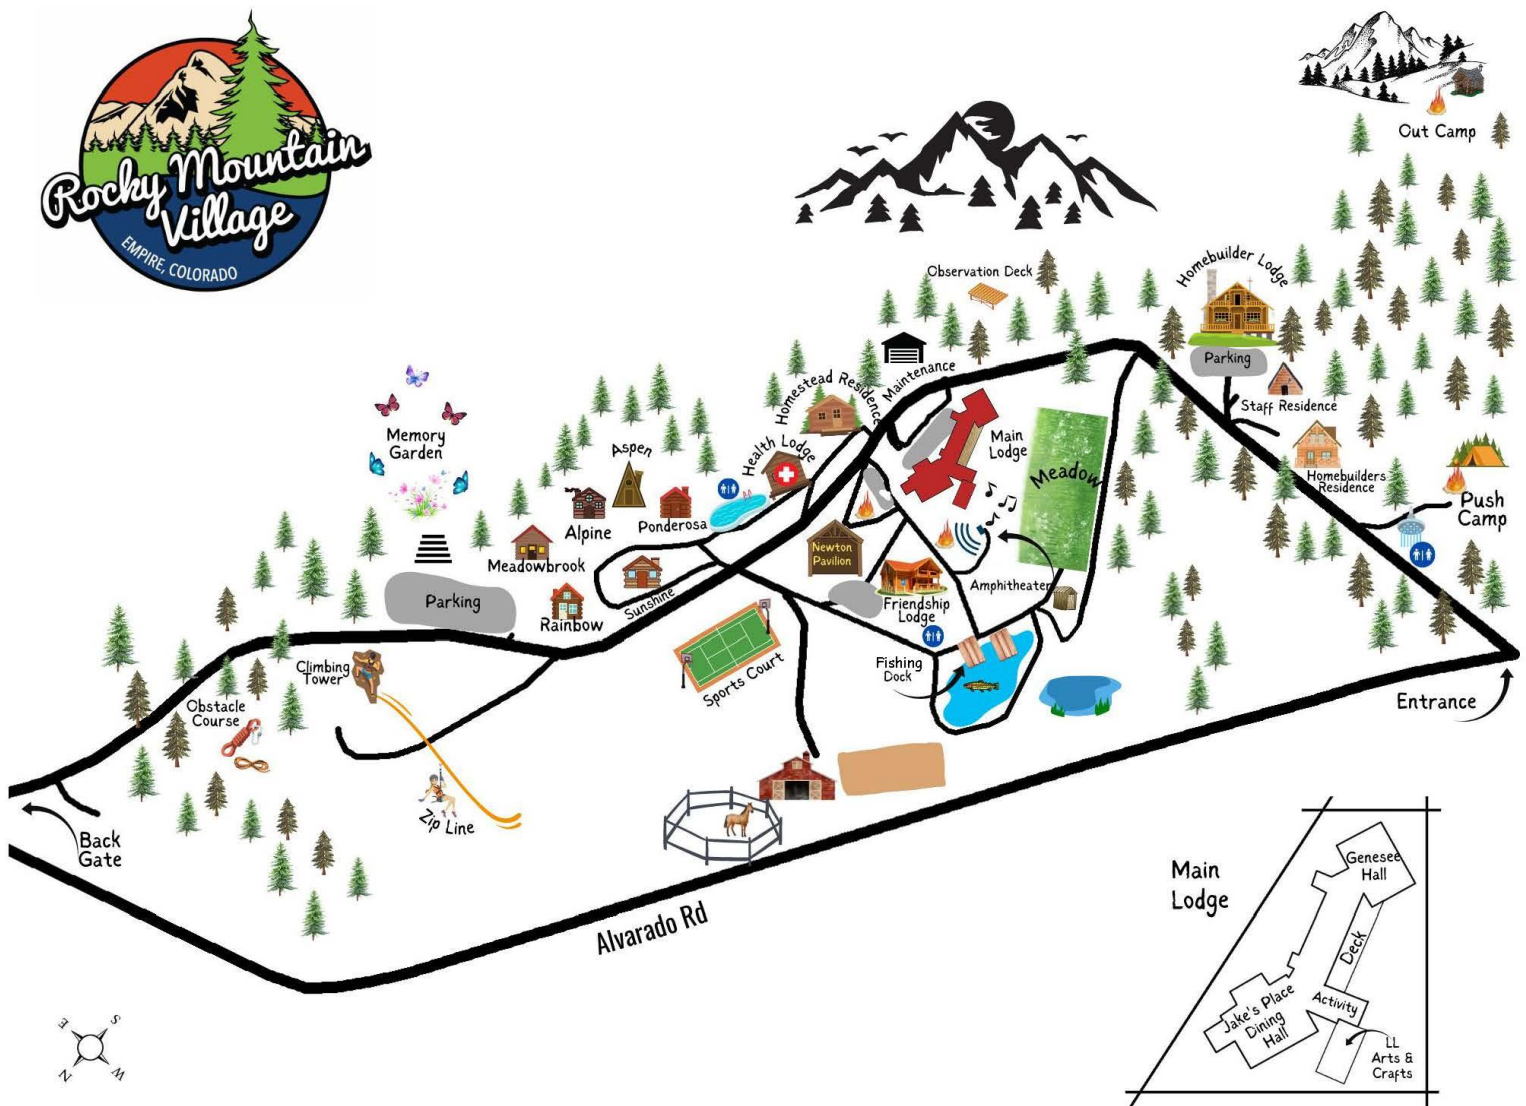 Rocky Mountain
Village
EMPIRE, COLORADO
Out Camp
Observation Deck
Homebuilder Lodge
Parking
Staff Residence
Homebuilders
Residence
Push
Camp
Maintenance
Homestead Residence
Health Lodge
Main
Lodge
Meadow
Memory
Garden
Aspen
Alpine
Ponderosa
Meadowbrook
Newton
Pavilion
Amphitheater
Sunshine
Rainbow
Parking
Friendship
Lodge
Fishing
Dock
Sports Court
Climbing
Tower
Obstacle
Course
Zip Line
Entrance
Back
Gate
Alvarado Rd
Main
Lodge
Genesee
Hall
Deck
Activity
Jake's Place
Dining
Hall
LL
Arts &
Crafts
E
S
N
W